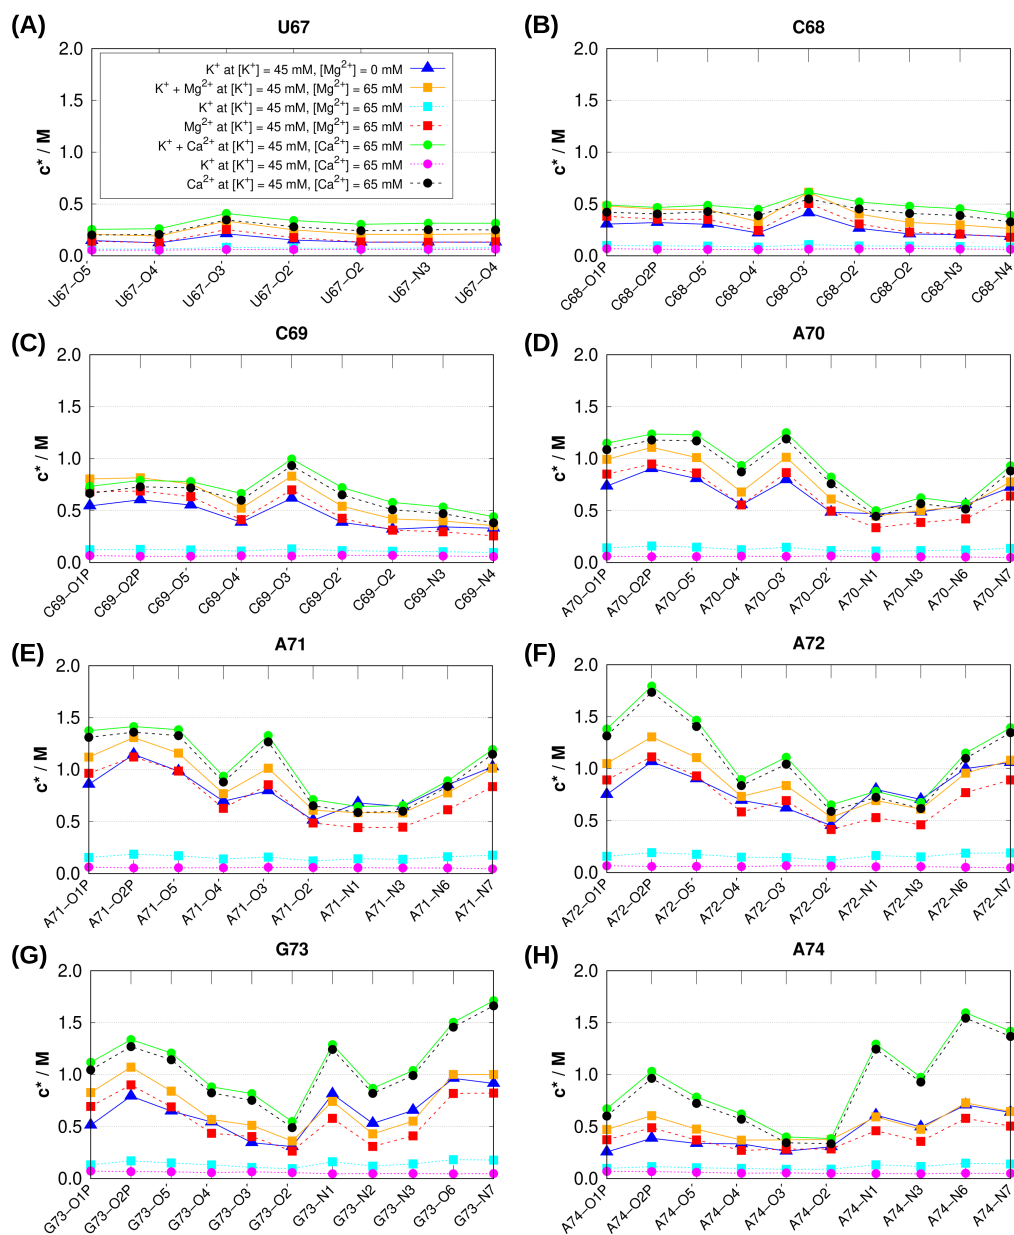 (A)
U67
2.0
1.5
1.0
0.5
0.0
c* / M
K⁺ at [K⁺] = 45 mM, [Mg²⁺] = 0 mM
K⁺ + Mg²⁺ at [K⁺] = 45 mM, [Mg²⁺] = 65 mM
K⁺ at [K⁺] = 45 mM, [Mg²⁺] = 65 mM
Mg²⁺ at [K⁺] = 45 mM, [Mg²⁺] = 65 mM
K⁺ + Ca²⁺ at [K⁺] = 45 mM, [Ca²⁺] = 65 mM
K⁺ at [K⁺] = 45 mM, [Ca²⁺] = 65 mM
Ca²⁺ at [K⁺] = 45 mM, [Ca²⁺] = 65 mM
U67−O5
U67−O4
U67−O3
U67−O2
U67−O2
U67−N3
U67−O4
(B)
C68
2.0
1.5
1.0
0.5
0.0
c* / M
C68−O1P
C68−O2P
C68−O5
C68−O4
C68−O3
C68−O2
C68−O2
C68−N3
C68−N4
(C)
C69
2.0
1.5
1.0
0.5
0.0
c* / M
C69−O1P
C69−O2P
C69−O5
C69−O4
C69−O3
C69−O2
C69−O2
C69−N3
C69−N4
(D)
A70
2.0
1.5
1.0
0.5
0.0
c* / M
A70−O1P
A70−O2P
A70−O5
A70−O4
A70−O3
A70−O2
A70−N1
A70−N3
A70−N6
A70−N7
(E)
A71
2.0
1.5
1.0
0.5
0.0
c* / M
A71−O1P
A71−O2P
A71−O5
A71−O4
A71−O3
A71−O2
A71−N1
A71−N3
A71−N6
A71−N7
(F)
A72
2.0
1.5
1.0
0.5
0.0
c* / M
A72−O1P
A72−O2P
A72−O5
A72−O4
A72−O3
A72−O2
A72−N1
A72−N3
A72−N6
A72−N7
(G)
G73
2.0
1.5
1.0
0.5
0.0
c* / M
G73−O1P
G73−O2P
G73−O5
G73−O4
G73−O3
G73−O2
G73−N1
G73−N2
G73−N3
G73−O6
G73−N7
(H)
A74
2.0
1.5
1.0
0.5
0.0
c* / M
A74−O1P
A74−O2P
A74−O5
A74−O4
A74−O3
A74−O2
A74−N1
A74−N3
A74−N6
A74−N7